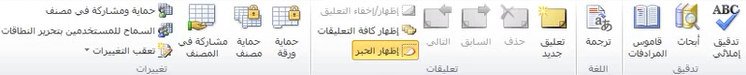 تدقيق إملائي
أبحاث
قاموس المرادفات
تدقيق
ترجمة
اللغة
تعليق جديد
حذف
السابق
التالي
إظهار/إخفاء التعليق
إظهار كافة التعليقات
إظهار الحبر
تعليقات
حماية ورقة
حماية مصنف
مشاركة في المصنف
حماية ومشاركة في مصنف
السماح للمستخدمين بتحرير النطاقات
تعقب التغييرات
تغييرات